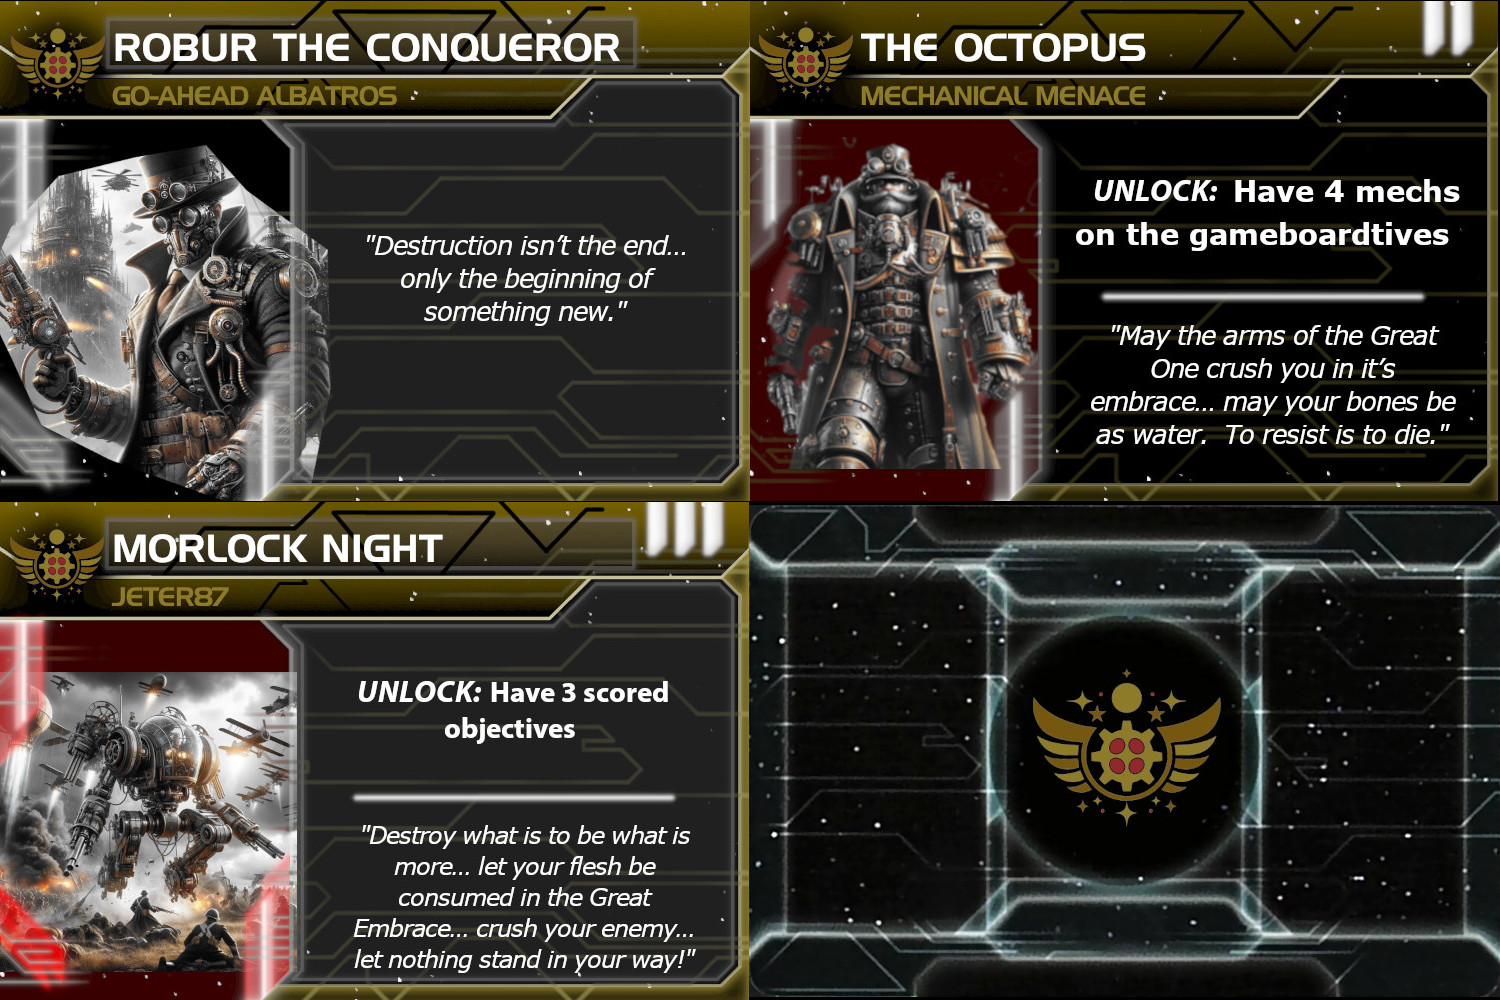 ROBUR THE CONQUEROR
GO-AHEAD ALBATROS
"Destruction isn't the end...
only the beginning of
something new."
THE OCTOPUS
MECHANICAL MENACE
UNLOCK: Have 4 mechs
on the gameboardtives
"May the arms of the Great
One crush you in it's
embrace... may your bones be
as water. To resist is to die."
MORLOCK NIGHT
JETER87
UNLOCK: Have 3 scored
objectives
"Destroy what is to be what is
more... let your flesh be
consumed in the Great
Embrace... crush your enemy...
let nothing stand in your way!"